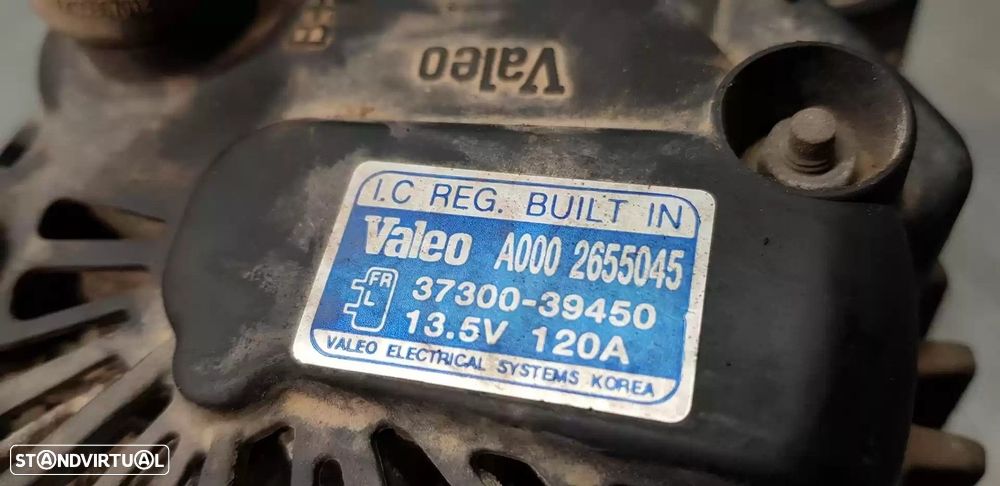 Valeo
I.C REG. BUILT IN
Valeo A000 2655045
FR
L
37300-39450
13.5V 120A
VALEO ELECTRICAL SYSTEMS KOREA
STANDVIRTUAL